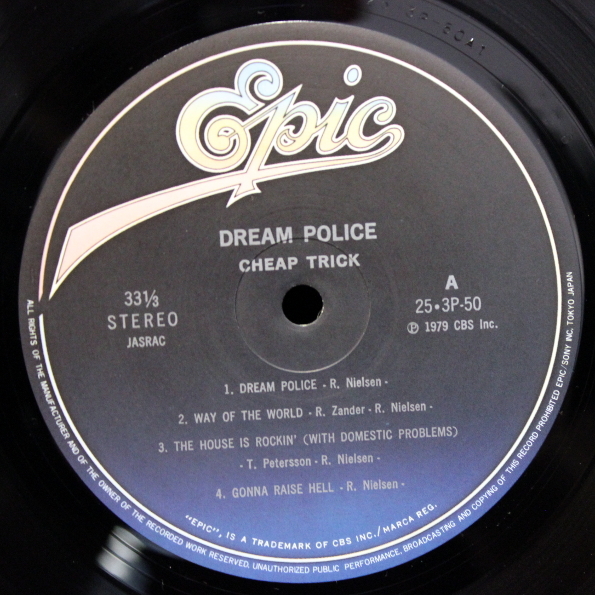 Epic
DREAM POLICE
CHEAP TRICK
33⅓
STEREO
JASRAC
A
25•3P-50
Ⓟ 1979 CBS Inc.
1. DREAM POLICE - R. Nielsen -
2. WAY OF THE WORLD - R. Zander - R. Nielsen -
3. THE HOUSE IS ROCKIN' (WITH DOMESTIC PROBLEMS)
- T. Petersson - R. Nielsen -
4. GONNA RAISE HELL - R. Nielsen -
"EPIC", IS A TRADEMARK OF CBS INC./MARCA REG.
ALL RIGHTS OF THE MANUFACTURER AND OF THE OWNER OF THE RECORDED WORK RESERVED. UNAUTHORIZED PUBLIC PERFORMANCE, BROADCASTING AND COPYING OF THIS RECORD PROHIBITED EPIC/SONY INC. TOKYO JAPAN